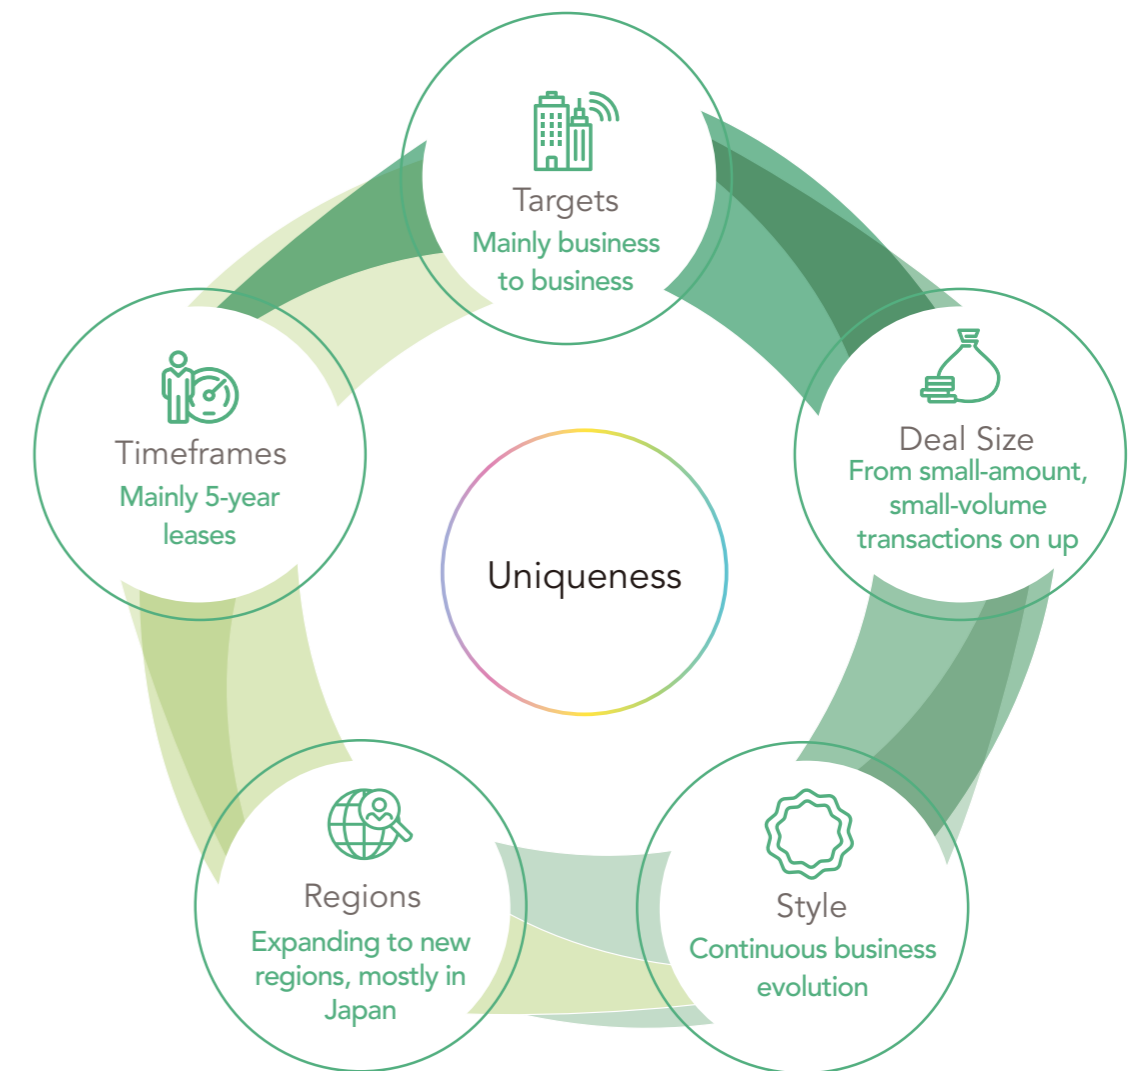 Targets
Mainly business
to business
Deal Size
From small-amount,
small-volume
transactions on up
Timeframes
Mainly 5-year
leases
Uniqueness
Regions
Expanding to new
regions, mostly in
Japan
Style
Continuous business
evolution